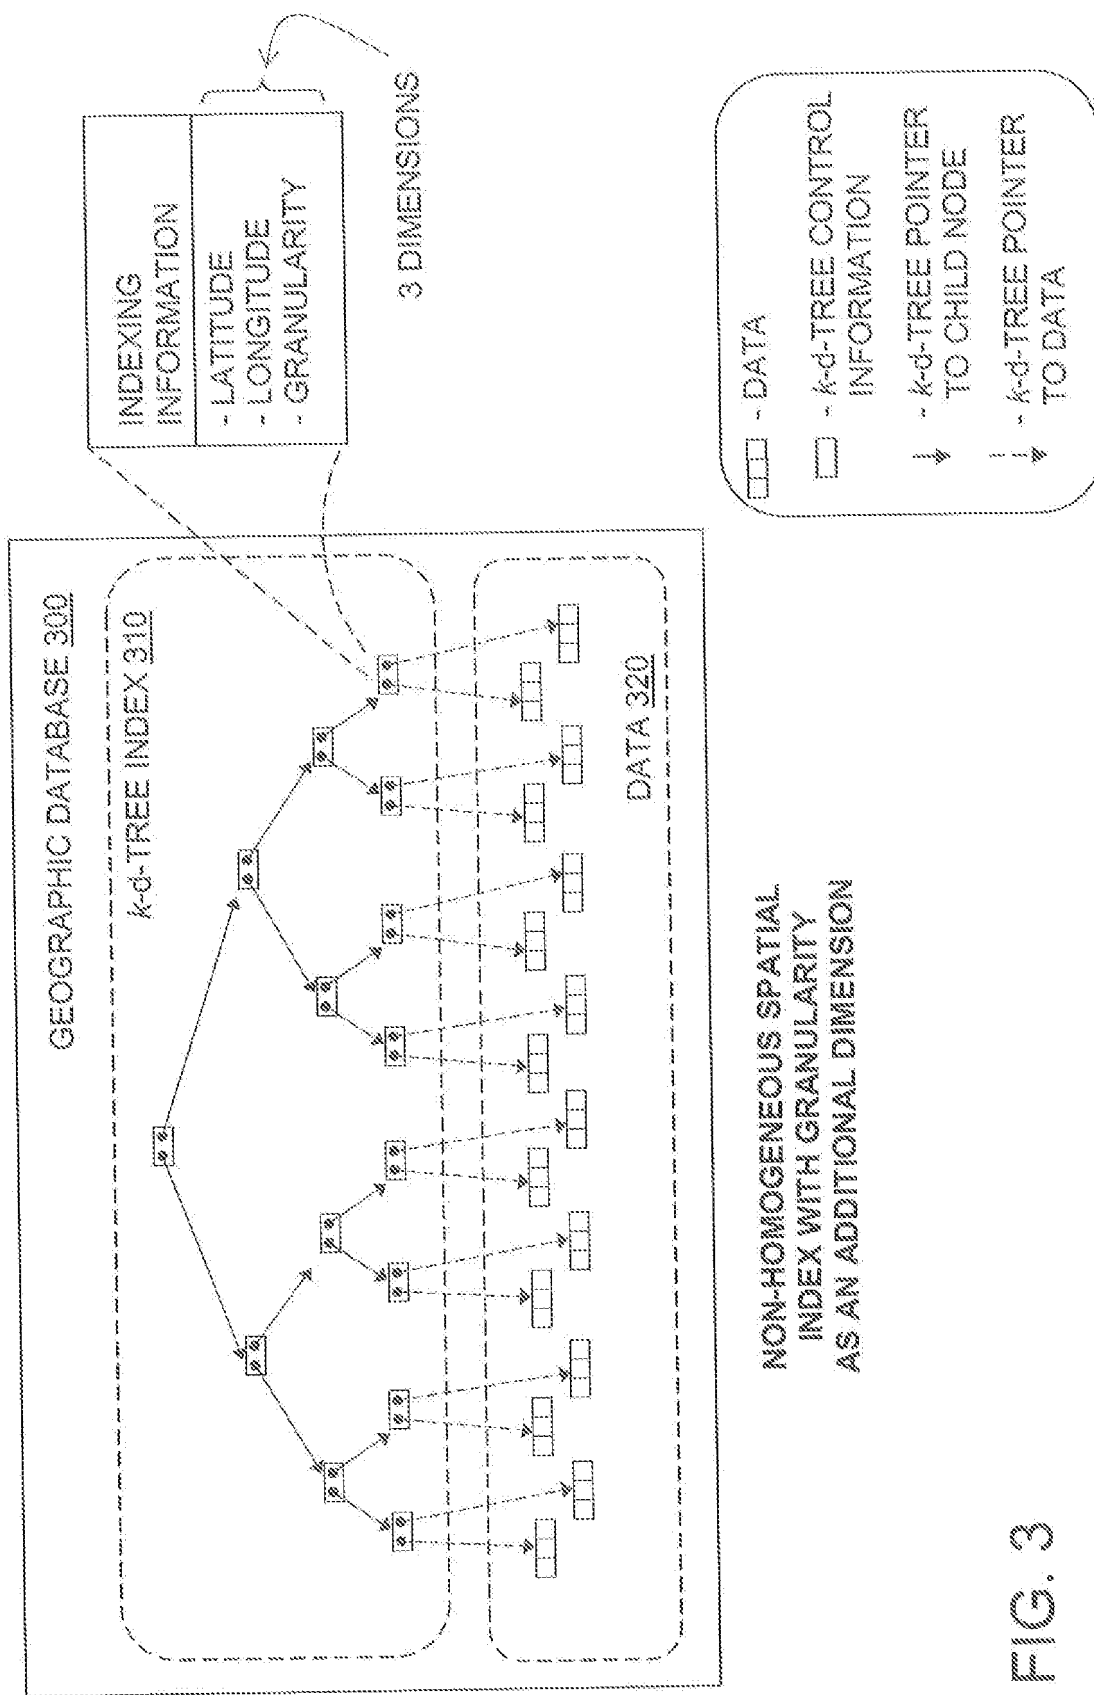 GEOGRAPHIC DATABASE 300
k-d-TREE INDEX 310
DATA 320
INDEXING
INFORMATION
- LATITUDE
- LONGITUDE
- GRANULARITY
3 DIMENSIONS
- DATA
- k-d-TREE CONTROL
INFORMATION
- k-d-TREE POINTER
TO CHILD NODE
- k-d-TREE POINTER
TO DATA
NON-HOMOGENEOUS SPATIAL
INDEX WITH GRANULARITY
AS AN ADDITIONAL DIMENSION
FIG. 3